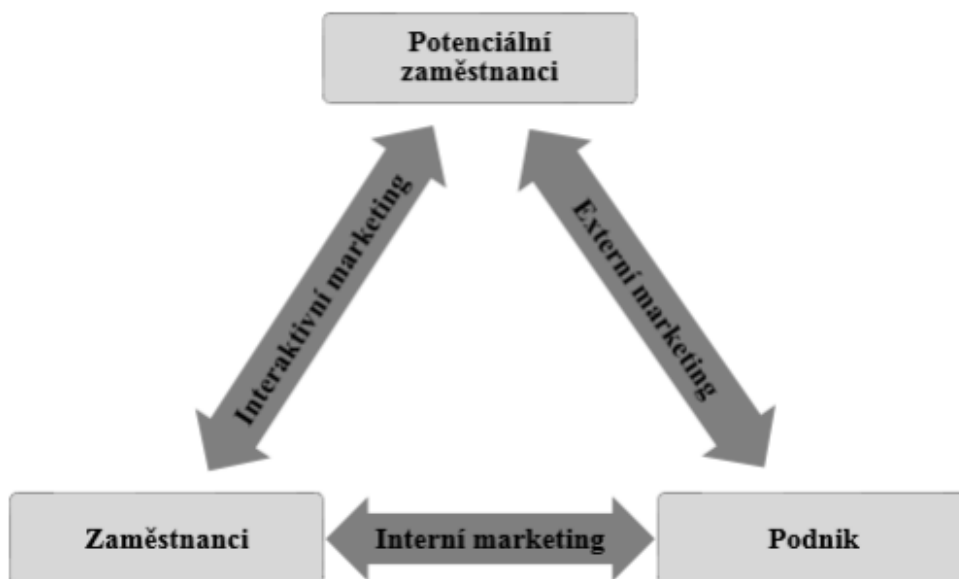 Potenciální
zaměstnanci
Interaktivní marketing
Externí marketing
Zaměstnanci
Interní marketing
Podnik